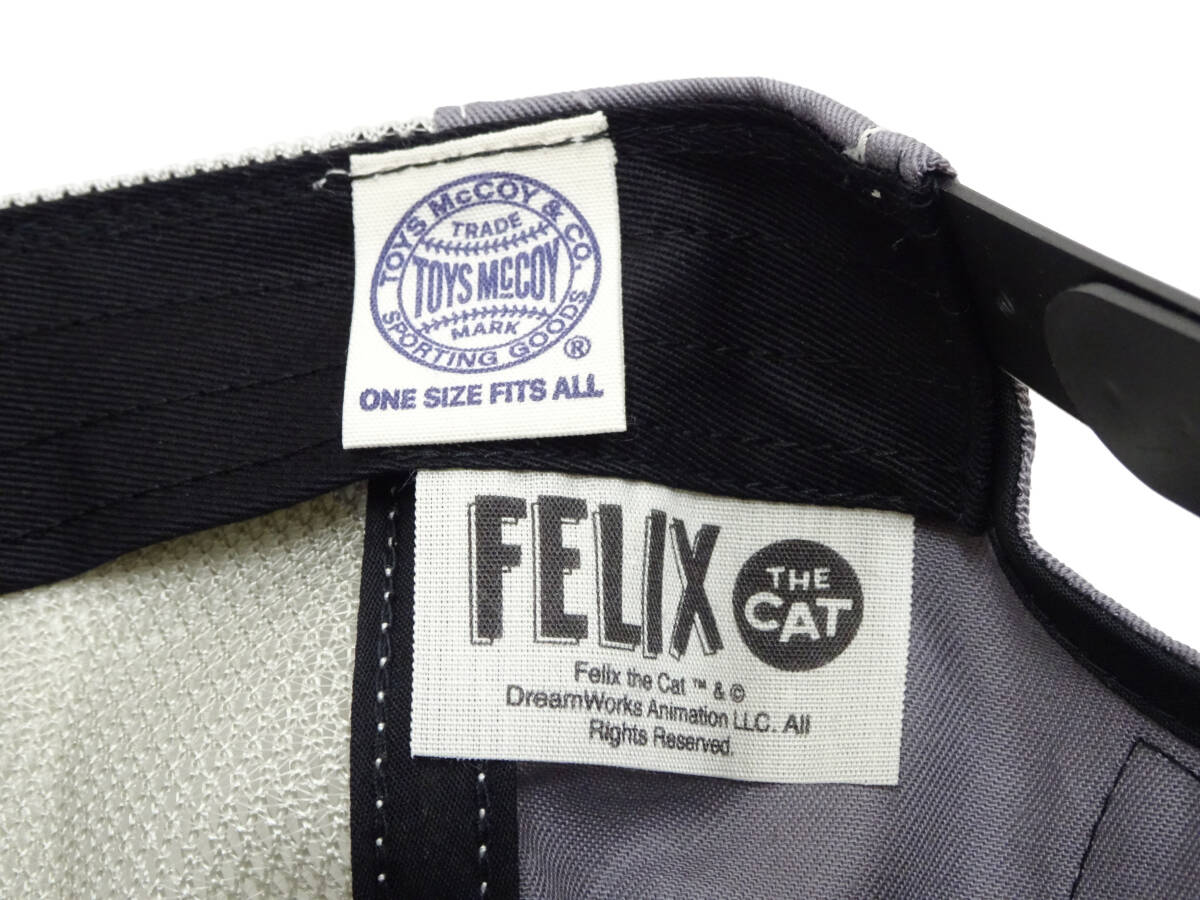 TOYS McCOY & CO.
TRADE
TOYS McCOY
MARK
SPORTING GOODS
®
ONE SIZE FITS ALL
FELIX
THE
CAT
Felix the Cat ™ & ©
DreamWorks Animation LLC. All
Rights Reserved.